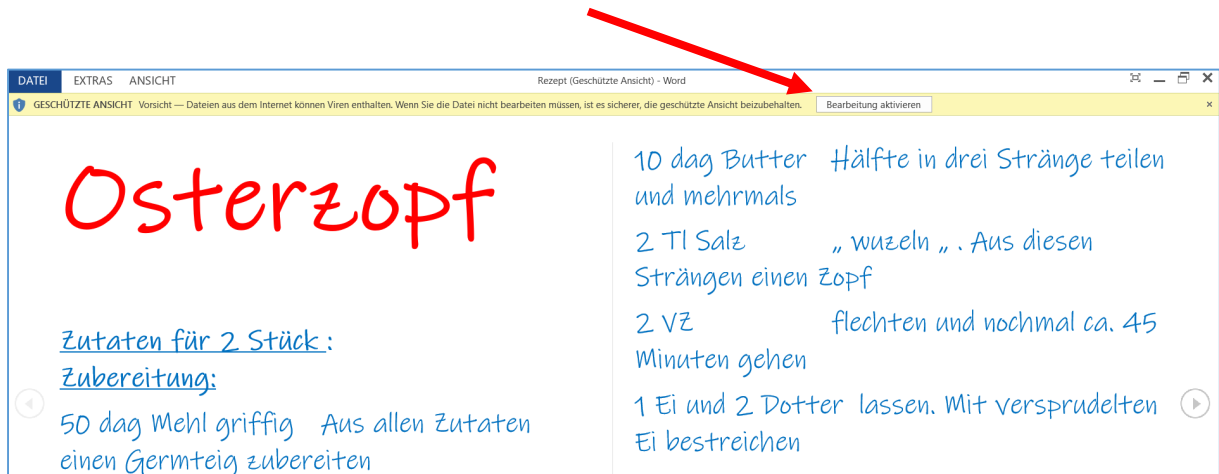 DATEI EXTRAS ANSICHT Rezept (Geschützte Ansicht) - Word
GESCHÜTZTE ANSICHT Vorsicht — Dateien aus dem Internet können Viren enthalten. Wenn Sie die Datei nicht bearbeiten müssen, ist es sicherer, die geschützte Ansicht beizubehalten. Bearbeitung aktivieren
Osterzopf
Zutaten für 2 Stück :
Zubereitung:
50 dag Mehl griffig Aus allen Zutaten
einen Germteig zubereiten
10 dag Butter Hälfte in drei Stränge teilen
und mehrmals
2 Tl Salz „ wuzeln „ . Aus diesen
Strängen einen Zopf
2 VZ flechten und nochmal ca. 45
Minuten gehen
1 Ei und 2 Dotter lassen. Mit versprudelten
Ei bestreichen